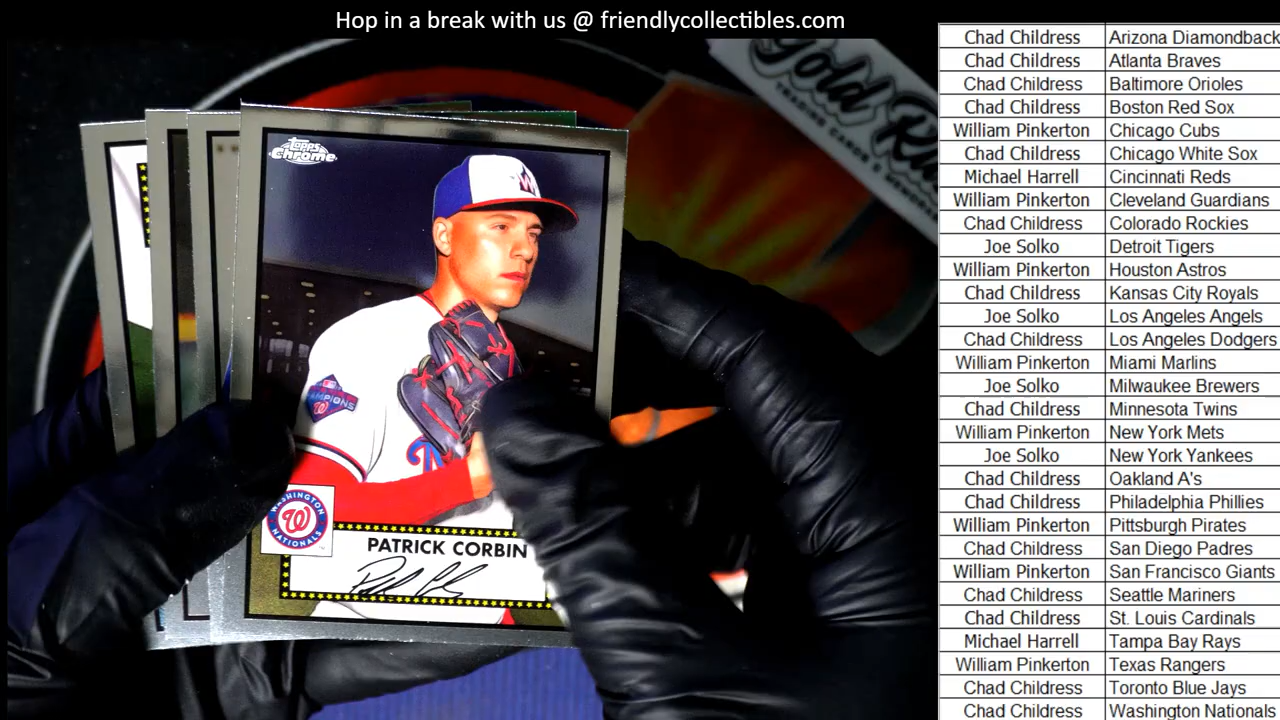 Hop in a break with us @ friendlycollectibles.com
Chad Childress Arizona Diamondback
Chad Childress Atlanta Braves
Chad Childress Baltimore Orioles
Chad Childress Boston Red Sox
William Pinkerton Chicago Cubs
Chad Childress Chicago White Sox
Michael Harrell Cincinnati Reds
William Pinkerton Cleveland Guardians
Chad Childress Colorado Rockies
Joe Solko Detroit Tigers
William Pinkerton Houston Astros
Chad Childress Kansas City Royals
Joe Solko Los Angeles Angels
Chad Childress Los Angeles Dodgers
William Pinkerton Miami Marlins
Joe Solko Milwaukee Brewers
Chad Childress Minnesota Twins
William Pinkerton New York Mets
Joe Solko New York Yankees
Chad Childress Oakland A's
Chad Childress Philadelphia Phillies
William Pinkerton Pittsburgh Pirates
Chad Childress San Diego Padres
William Pinkerton San Francisco Giants
Chad Childress Seattle Mariners
Chad Childress St. Louis Cardinals
Michael Harrell Tampa Bay Rays
William Pinkerton Texas Rangers
Chad Childress Toronto Blue Jays
Chad Childress Washington Nationals
Topps
Chrome
W
CHAMPIONS
WASHINGTON
W
NATIONALS
PATRICK CORBIN
Gold